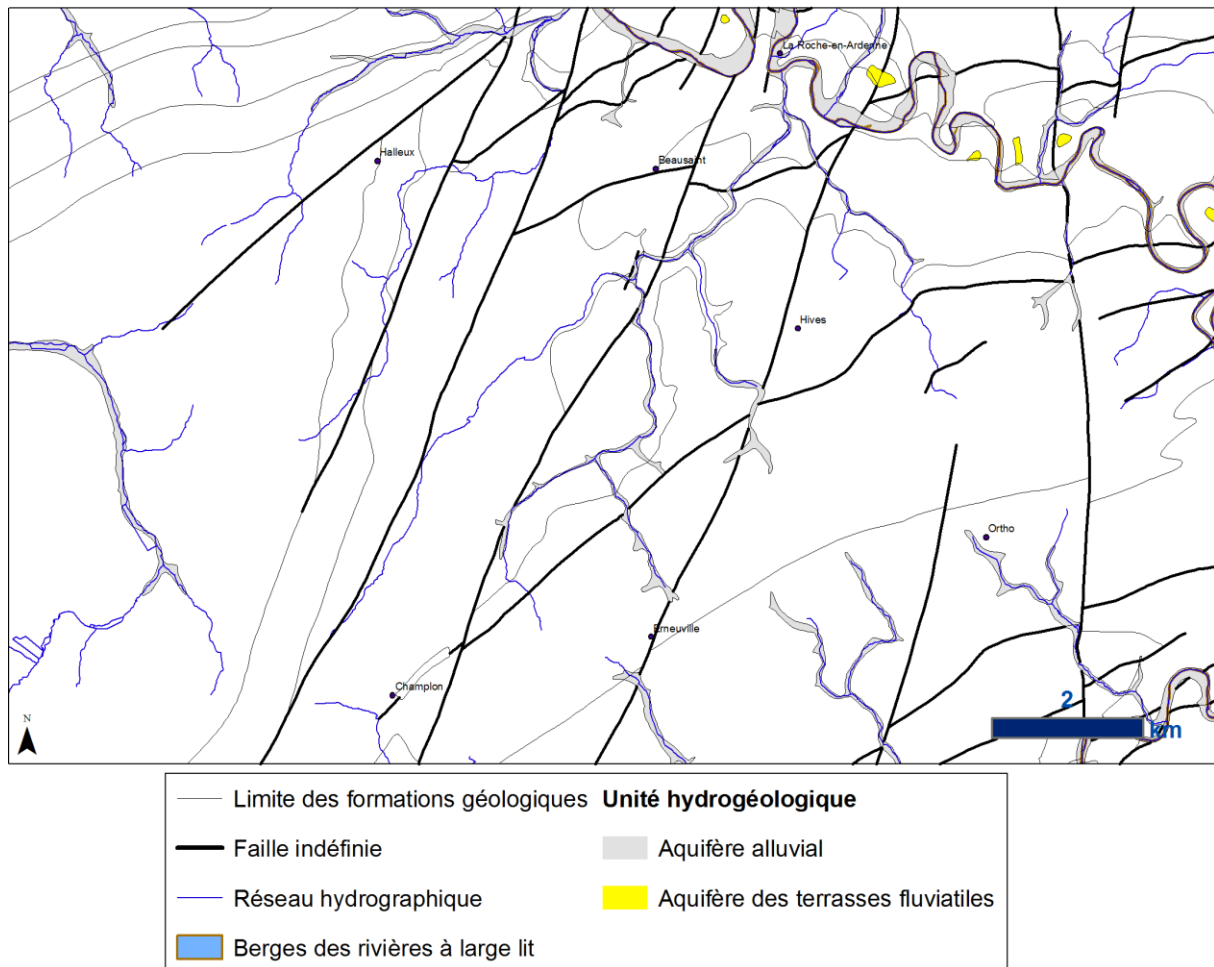 La Roche-en-Ardenne
Halleux
Beausaint
Hives
Ortho
Erneuville
Champlon
N
2
km
Limite des formations géologiques
Unité hydrogéologique
Faille indéfinie
Aquifère alluvial
Réseau hydrographique
Aquifère des terrasses fluviatiles
Berges des rivières à large lit